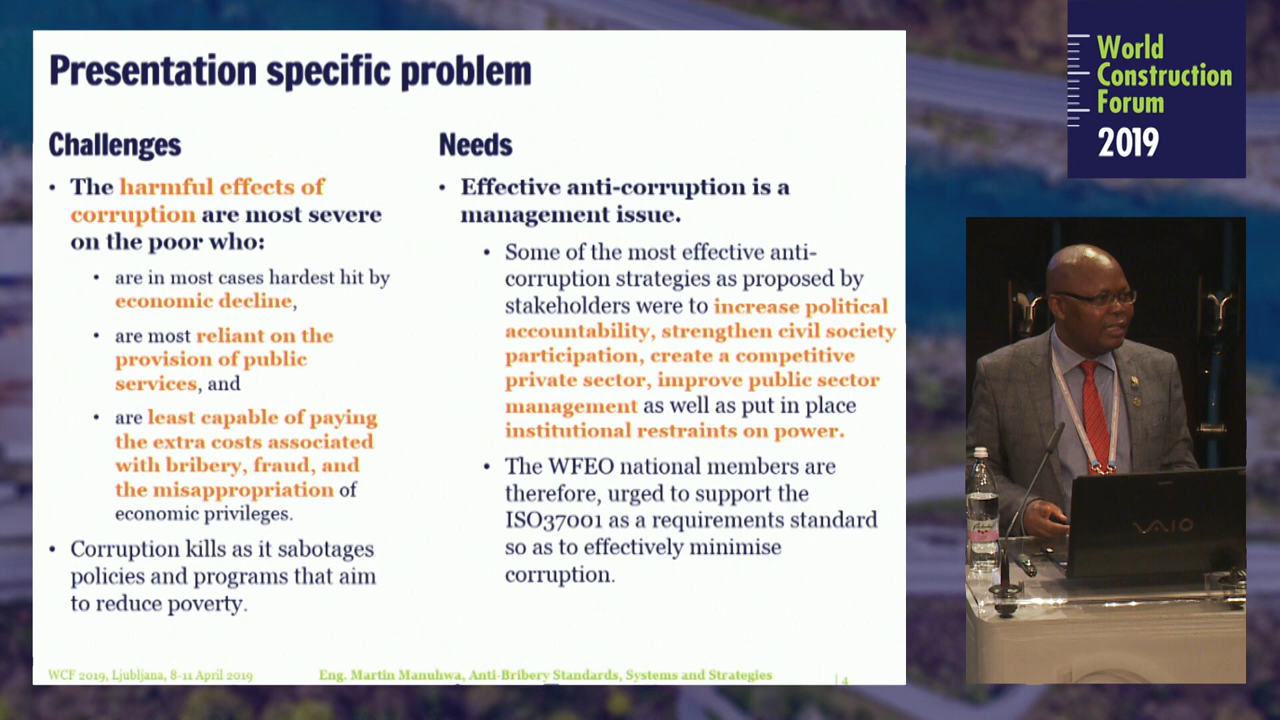 Presentation specific problem
Challenges
• The harmful effects of
corruption are most severe
on the poor who:
• are in most cases hardest hit by
economic decline,
• are most reliant on the
provision of public
services, and
• are least capable of paying
the extra costs associated
with bribery, fraud, and
the misappropriation of
economic privileges.
• Corruption kills as it sabotages
policies and programs that aim
to reduce poverty.
Needs
• Effective anti-corruption is a
management issue.
• Some of the most effective anti-
corruption strategies as proposed by
stakeholders were to increase political
accountability, strengthen civil society
participation, create a competitive
private sector, improve public sector
management as well as put in place
institutional restraints on power.
• The WFEO national members are
therefore, urged to support the
ISO37001 as a requirements standard
so as to effectively minimise
corruption.
WCF 2019, Ljubljana, 8-11 April 2019
Eng. Martin Manuhwa, Anti-Bribery Standards, Systems and Strategies
| 4
World
Construction
Forum
2019
VAIO